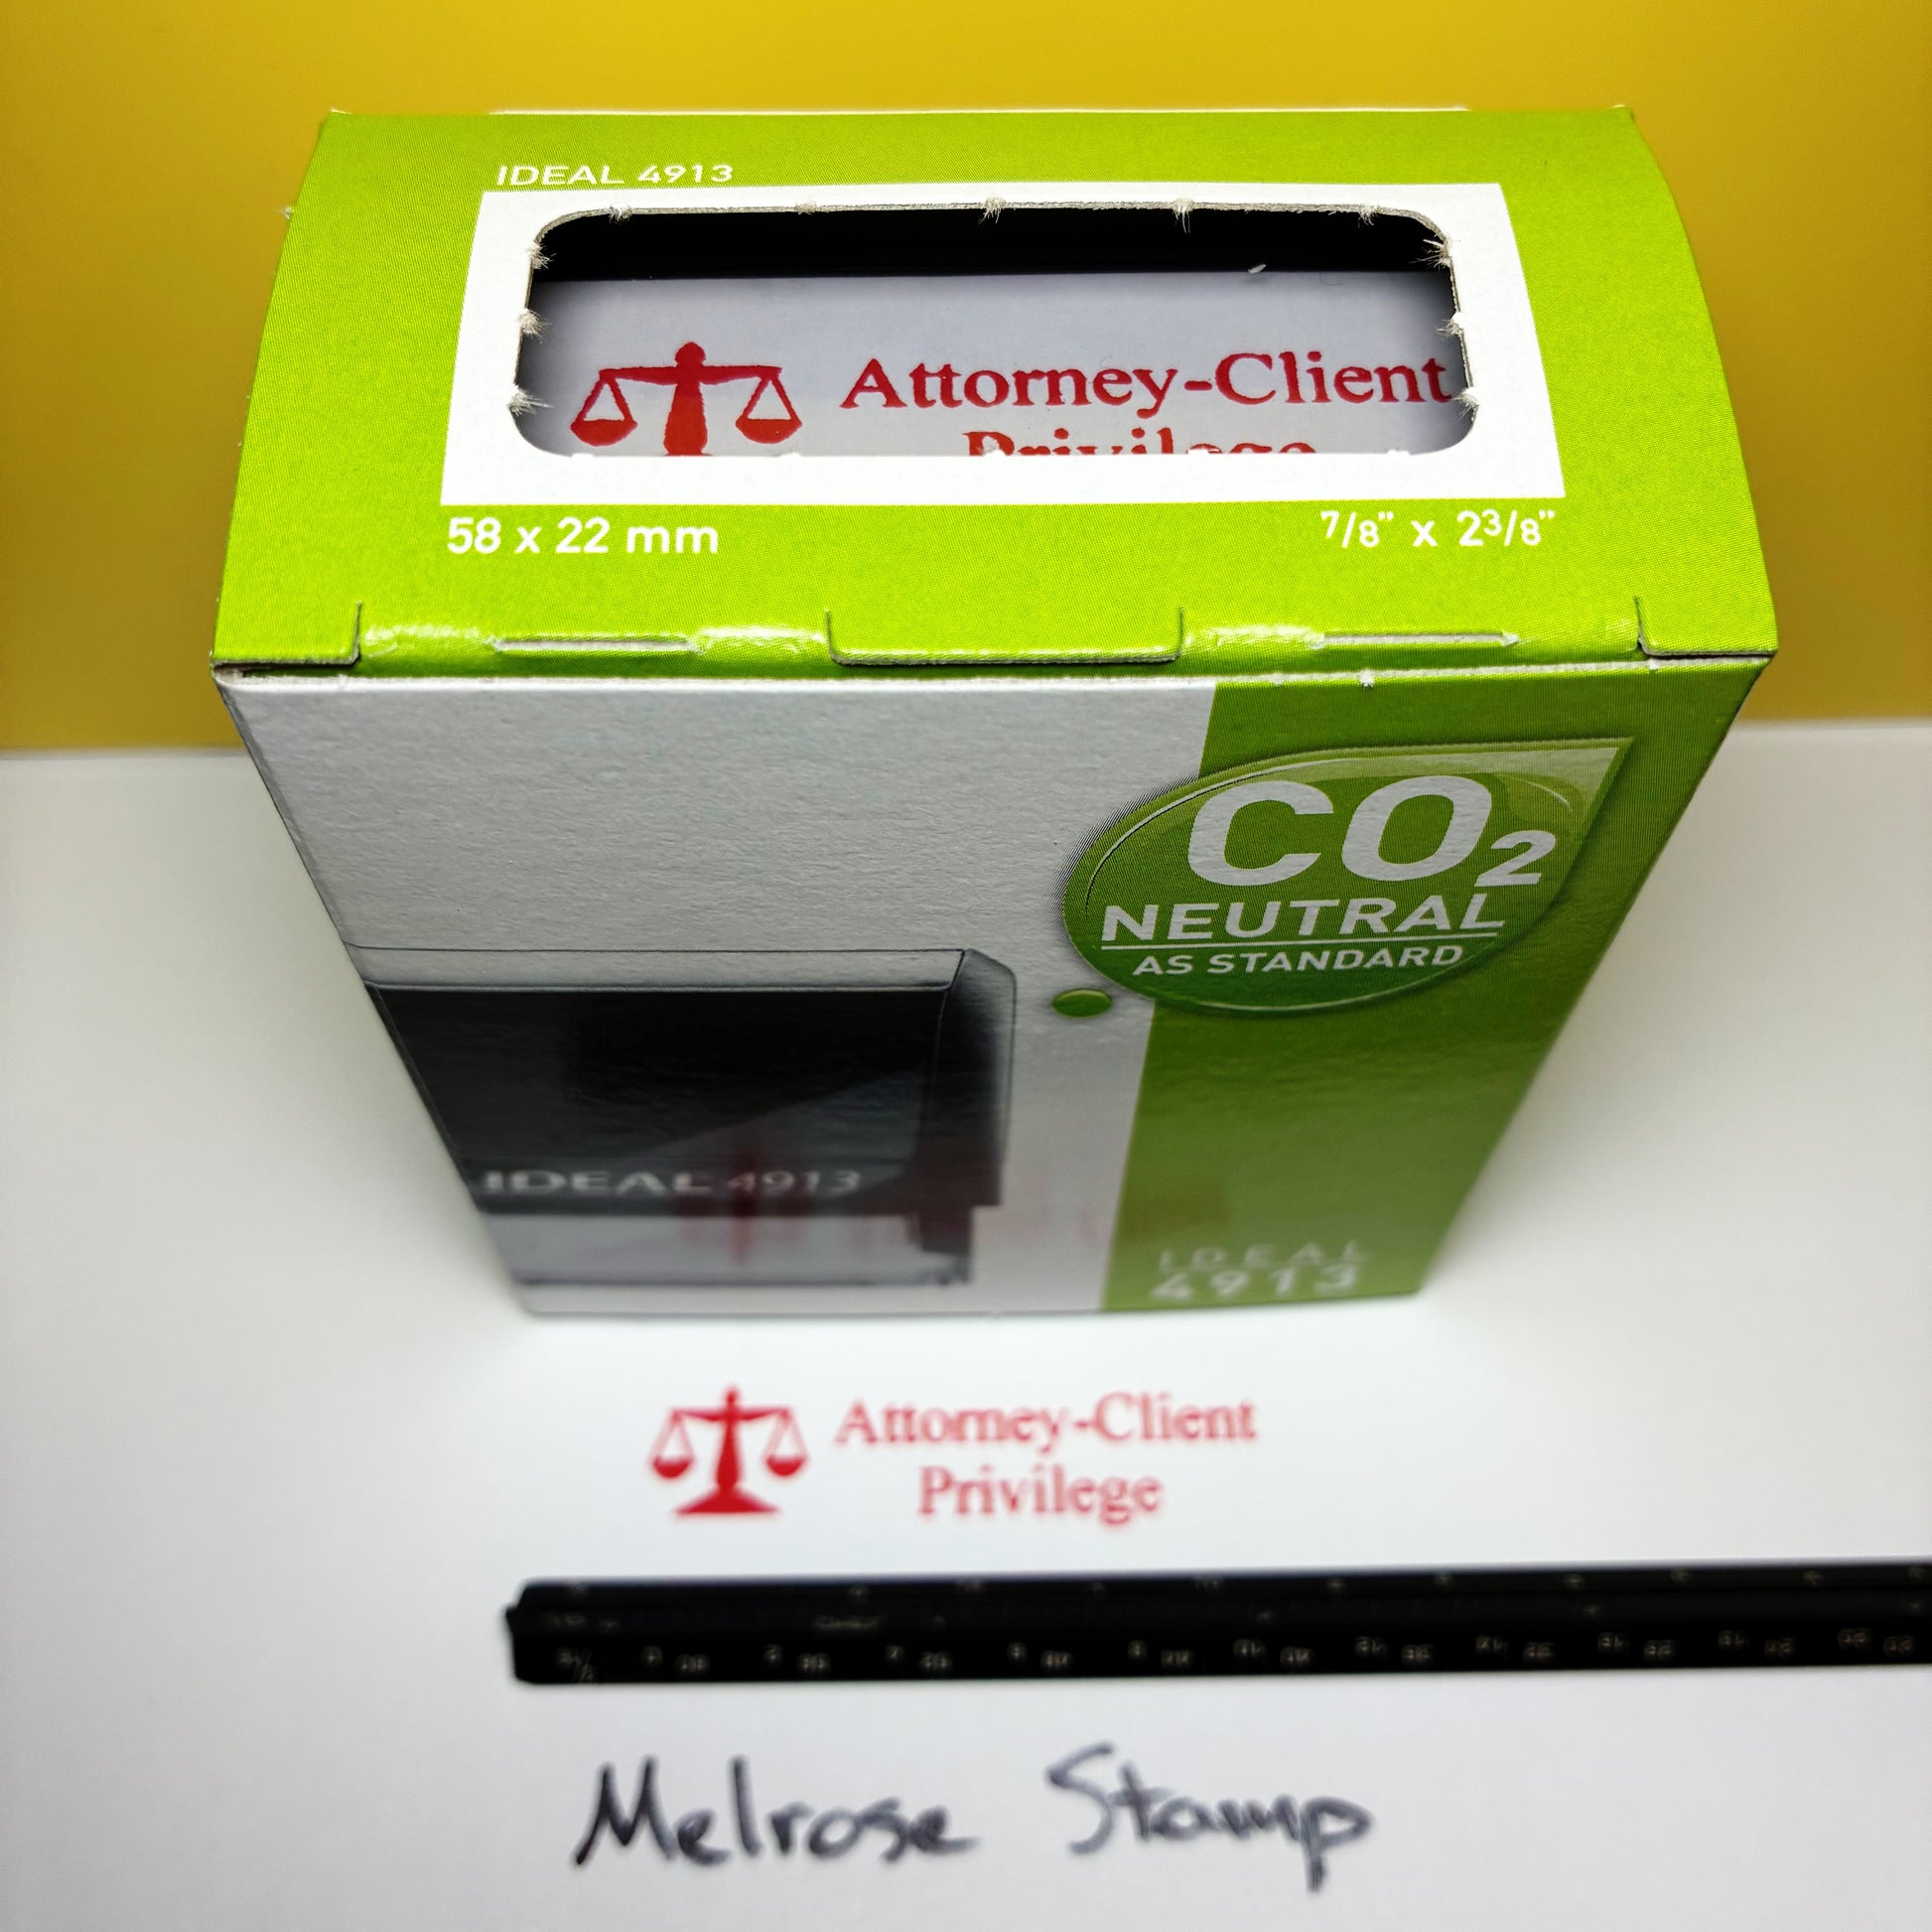 IDEAL 4913
Attorney-Client
Privilege
58 x 22 mm
7/8" x 2 3/8"
CO2
NEUTRAL
AS STANDARD
IDEAL 4913
IDEAL
4913
Attorney-Client
Privilege
Melrose Stamp